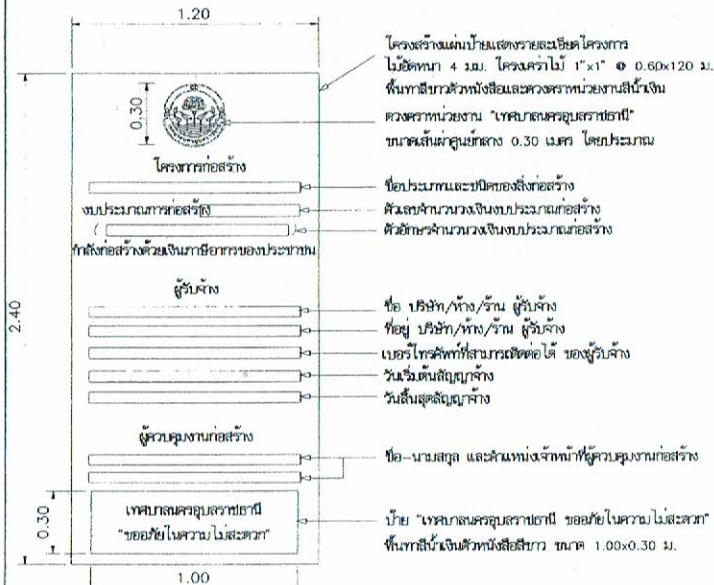 1.20
โครงสร้างแผ่นป้ายแสดงรายละเอียดโครงการ
ไม้อัดหนา 4 มม. โครงคร่าวไม้ 1"x1" @ 0.60x120 ม.
พื้นทาสีขาวตัวหนังสือและดวงตราหน่วยงานสีน้ำเงิน
ดวงตราหน่วยงาน "เทศบาลนครอุบลราชธานี"
ขนาดเส้นผ่าศูนย์กลาง 0.30 เมตร โดยประมาณ
0.30
โครงการก่อสร้าง
ชื่อประเภทและชนิดของสิ่งก่อสร้าง
งบประมาณการก่อสร้าง
ตัวเลขจำนวนวงเงินงบประมาณก่อสร้าง
( )
ตัวอักษรจำนวนวงเงินงบประมาณก่อสร้าง
กำลังก่อสร้างด้วยเงินภาษีอากรของประชาชน
2.40
ผู้รับจ้าง
ชื่อ บริษัท/ห้าง/ร้าน ผู้รับจ้าง
ที่อยู่ บริษัท/ห้าง/ร้าน ผู้รับจ้าง
เบอร์โทรศัพท์ที่สามารถติดต่อได้ ของผู้รับจ้าง
วันเริ่มต้นสัญญาจ้าง
วันสิ้นสุดสัญญาจ้าง
ผู้ควบคุมงานก่อสร้าง
ชื่อ-นามสกุล และตำแหน่งเจ้าหน้าที่ผู้ควบคุมงานก่อสร้าง
0.30
เทศบาลนครอุบลราชธานี
"ขออภัยในความไม่สะดวก"
ป้าย "เทศบาลนครอุบลราชธานี ขออภัยในความไม่สะดวก"
พื้นทาสีน้ำเงินตัวหนังสือสีขาว ขนาด 1.00x0.30 ม.
1.00